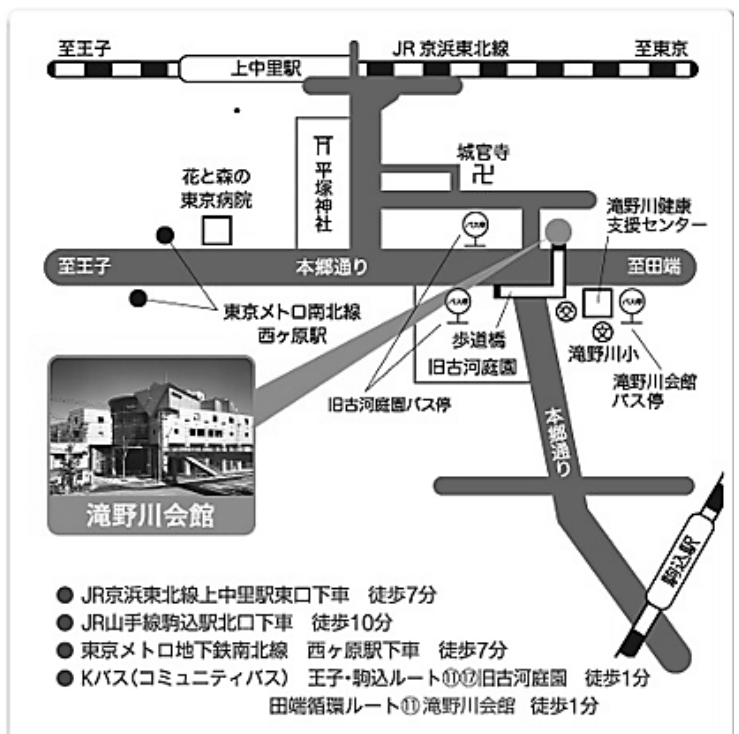 至王子
JR 京浜東北線
至東京
上中里駅
平塚神社
城官寺
花と森の
東京病院
滝野川健康
支援センター
バス停
至王子
本郷通り
至田端
東京メトロ南北線
西ヶ原駅
バス停
歩道橋
交
文
バス停
滝野川小
旧古河庭園
滝野川会館
バス停
旧古河庭園バス停
本郷通り
滝野川会館
駒込駅
● JR京浜東北線上中里駅東口下車 徒歩7分
● JR山手線駒込駅北口下車 徒歩10分
● 東京メトロ地下鉄南北線 西ヶ原駅下車 徒歩7分
● Kバス(コミュニティバス) 王子・駒込ルート⑪⑰旧古河庭園 徒歩1分
田端循環ルート⑪滝野川会館 徒歩1分